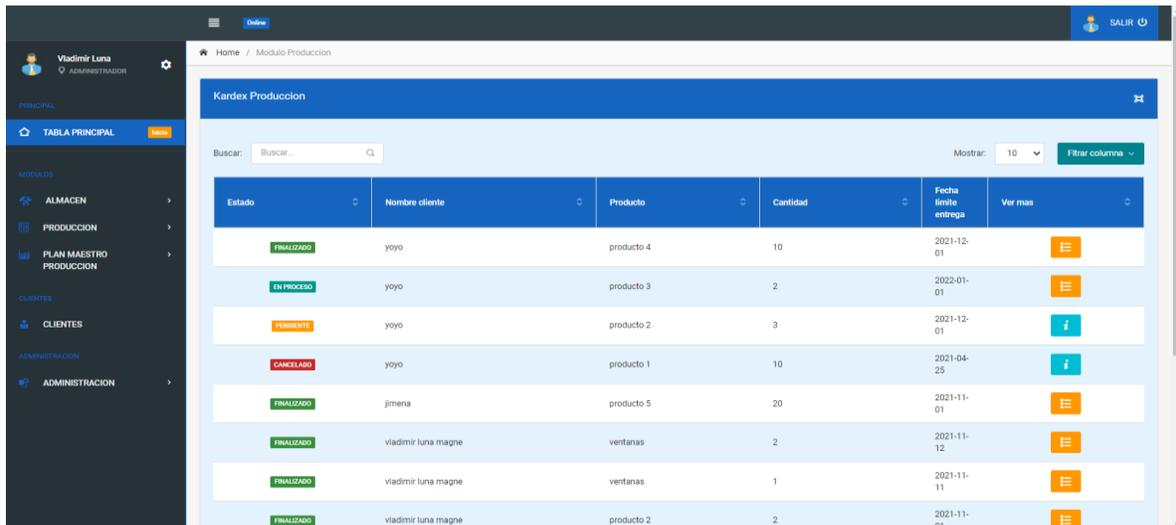 Online
SALIR
Vladimir Luna
ADMINISTRADOR
Home / Modulo Produccion
PRINCIPAL
TABLA PRINCIPAL Inicio
MODULOS
ALMACEN
PRODUCCION
PLAN MAESTRO
PRODUCCION
CLIENTES
CLIENTES
ADMINISTRACION
ADMINISTRACION
Kardex Produccion
Buscar: Buscar... Mostrar: 10 Fltrar columna
Estado Nombre cliente Producto Cantidad Fecha límite entrega Ver mas
FINALIZADO yoyo producto 4 10 2021-12-01
EN PROCESO yoyo producto 3 2 2022-01-01
PENDIENTE yoyo producto 2 3 2021-12-01
CANCELADO yoyo producto 1 10 2021-04-25
FINALIZADO jimena producto 5 20 2021-11-01
FINALIZADO vladimir luna magne ventanas 2 2021-11-12
FINALIZADO vladimir luna magne ventanas 1 2021-11-11
FINALIZADO vladimir luna magne producto 2 2 2021-11-